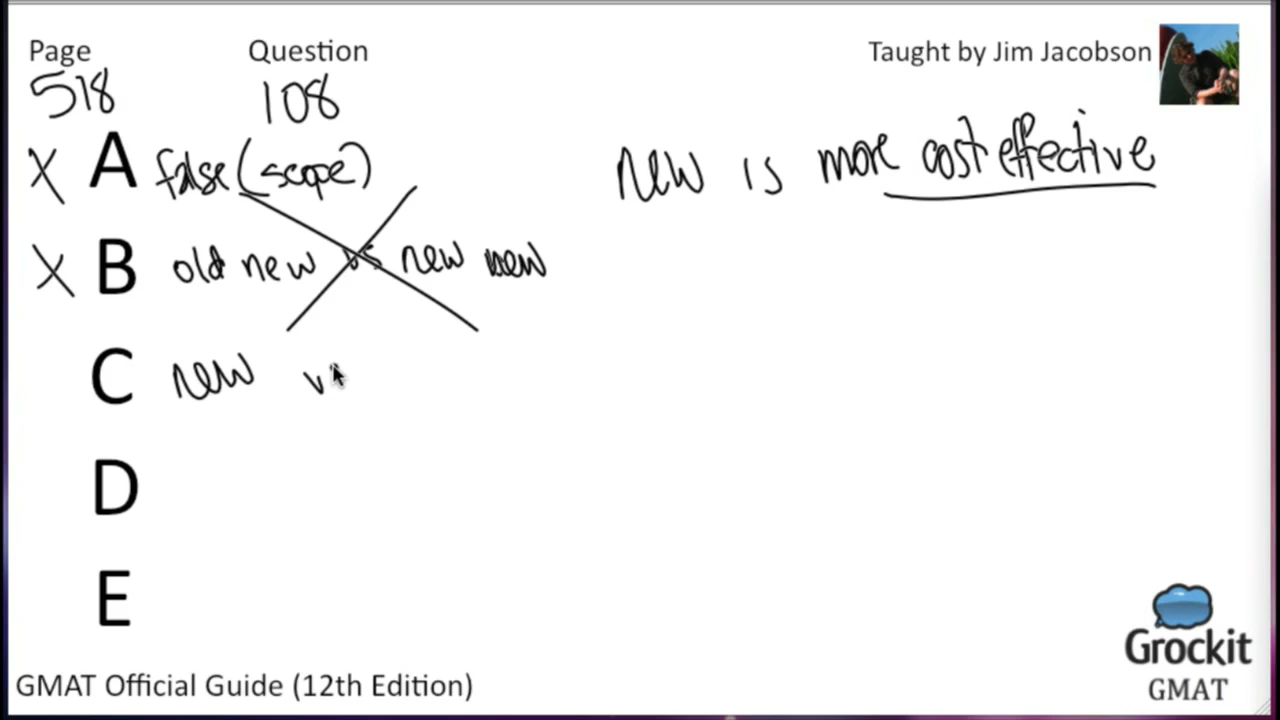 Page Question Taught by Jim Jacobson
518 108
X A false (scope) new is more cost effective
X B old new vs new new
C new v
D
E
Grockit
GMAT
GMAT Official Guide (12th Edition)